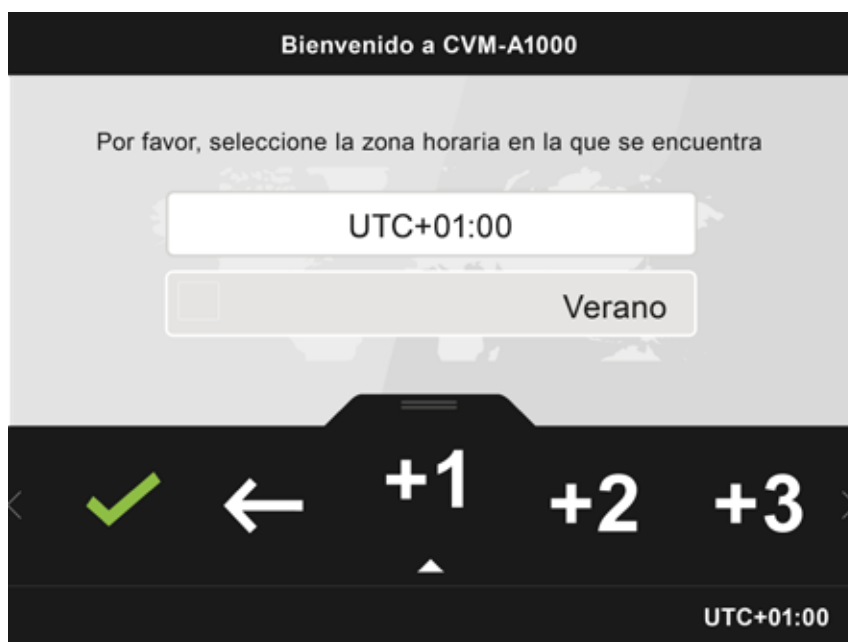 Bienvenido a CVM-A1000
Por favor, seleccione la zona horaria en la que se encuentra
UTC+01:00
Verano
+1 +2 +3
UTC+01:00